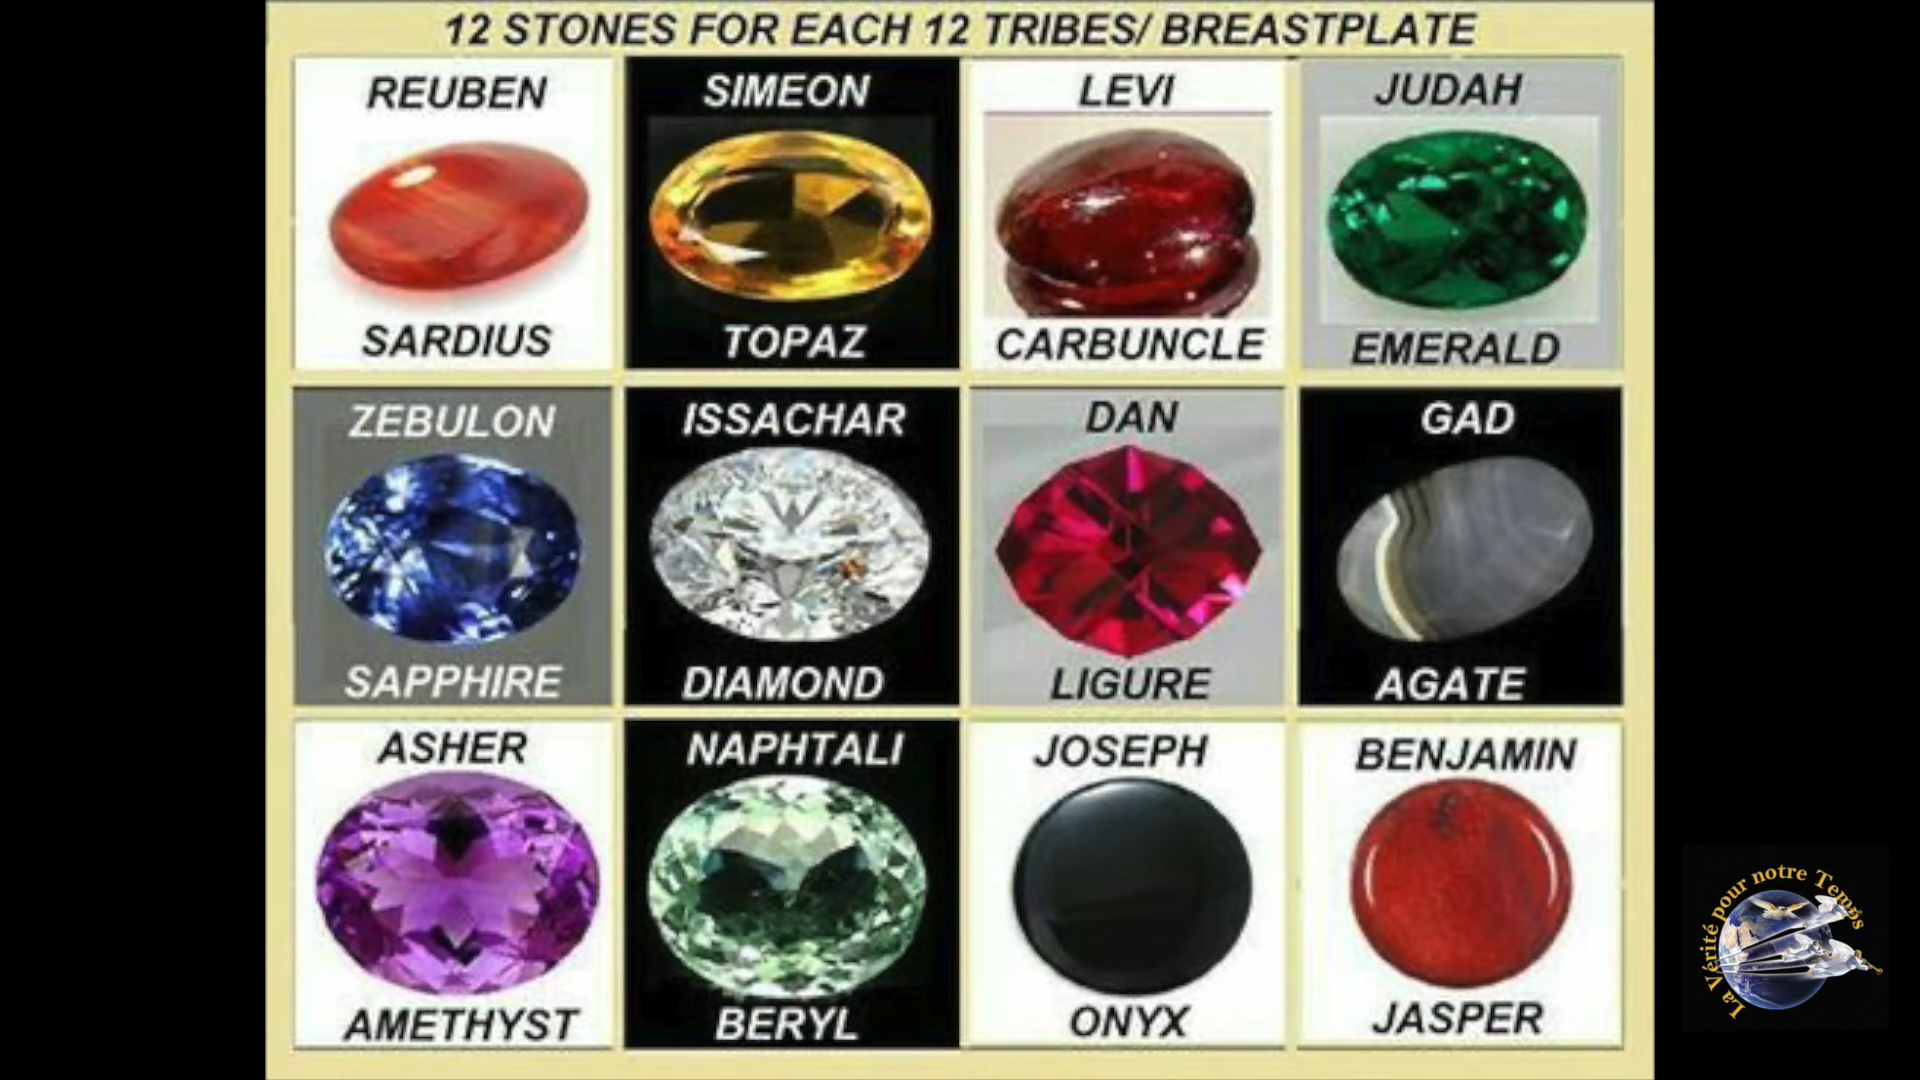 12 STONES FOR EACH 12 TRIBES/ BREASTPLATE
REUBEN
SARDIUS
SIMEON
TOPAZ
LEVI
CARBUNCLE
JUDAH
EMERALD
ZEBULON
SAPPHIRE
ISSACHAR
DIAMOND
DAN
LIGURE
GAD
AGATE
ASHER
AMETHYST
NAPHTALI
BERYL
JOSEPH
ONYX
BENJAMIN
JASPER
La Vérité pour notre Temps